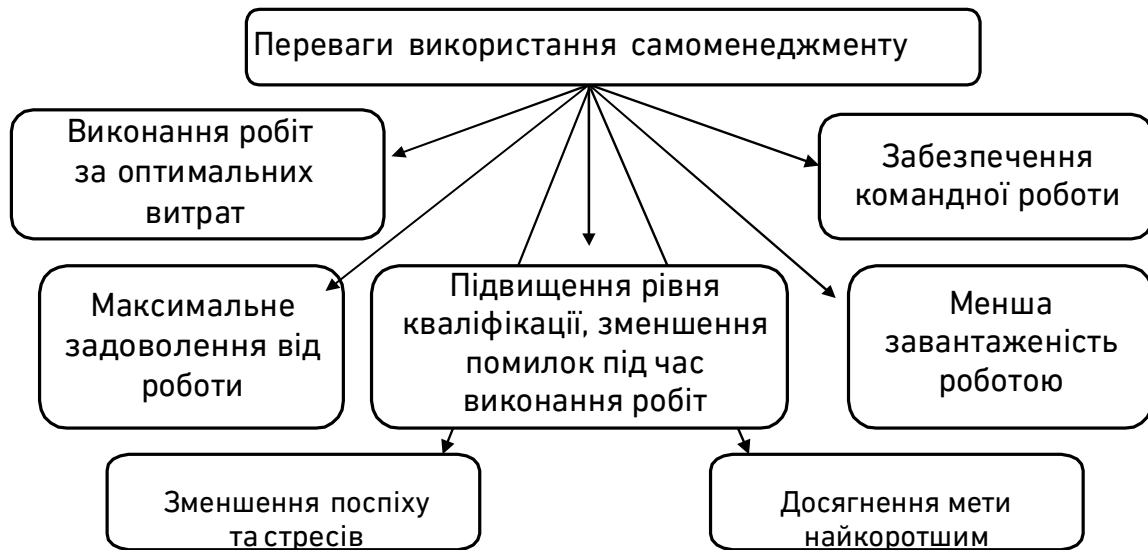 Переваги використання самоменеджменту
Виконання робіт
за оптимальних
витрат
Забезпечення
командної роботи
Максимальне
задоволення від
роботи
Підвищення рівня
кваліфікації, зменшення
помилок під час
виконання робіт
Менша
завантаженість
роботою
Зменшення поспіху
та стресів
Досягнення мети
найкоротшим